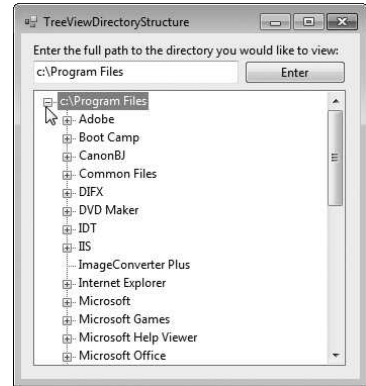 TreeViewDirectoryStructure
Enter the full path to the directory you would like to view:
c:\Program Files
Enter
c:\Program Files
Adobe
Boot Camp
CanonBJ
Common Files
DIFX
DVD Maker
IDT
IIS
ImageConverter Plus
Internet Explorer
Microsoft
Microsoft Games
Microsoft Help Viewer
Microsoft Office